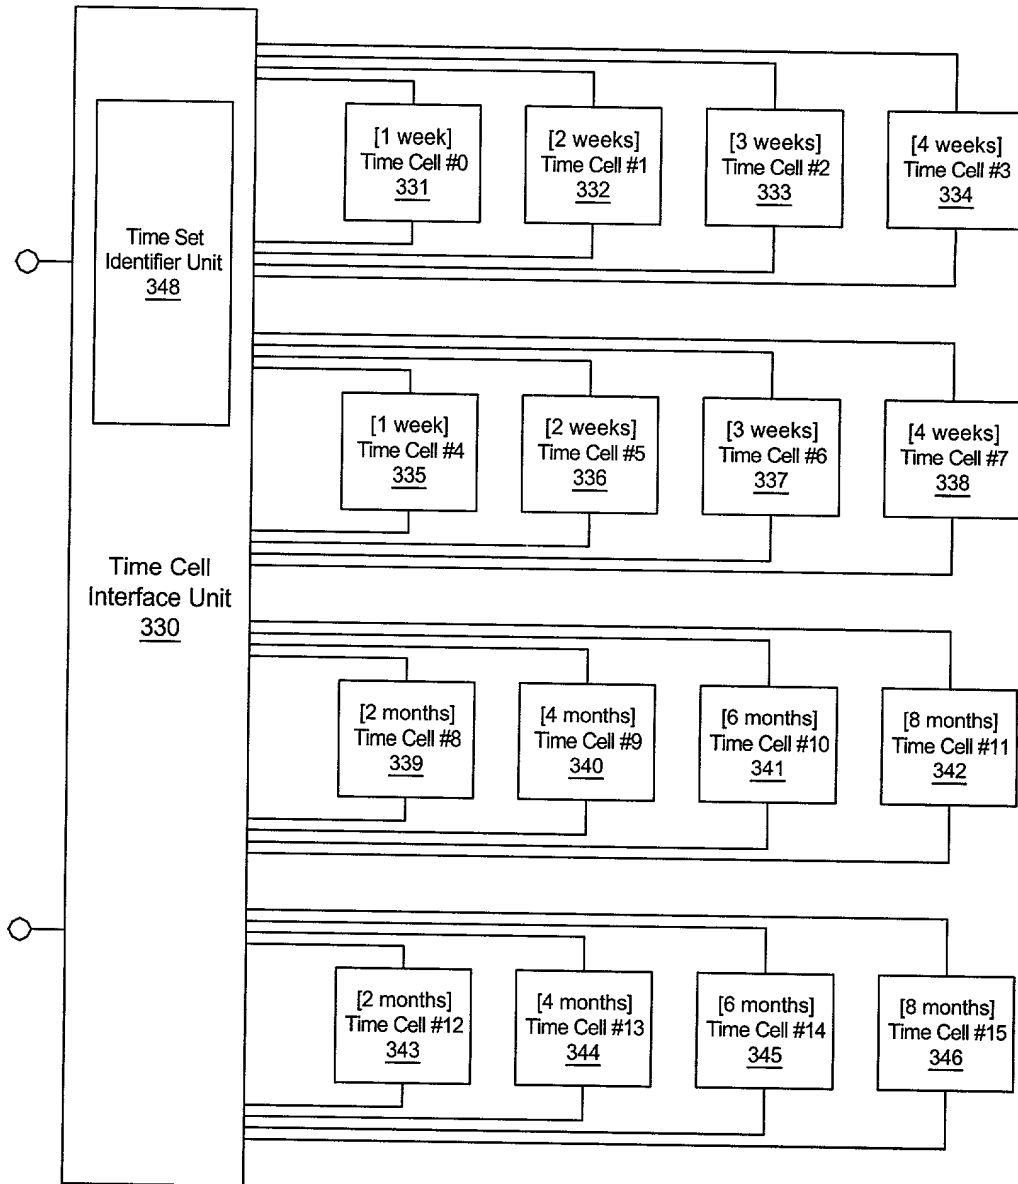 [1 week]
Time Cell #0
331
[2 weeks]
Time Cell #1
332
[3 weeks]
Time Cell #2
333
[4 weeks]
Time Cell #3
334
Time Set
Identifier Unit
348
[1 week]
Time Cell #4
335
[2 weeks]
Time Cell #5
336
[3 weeks]
Time Cell #6
337
[4 weeks]
Time Cell #7
338
Time Cell
Interface Unit
330
[2 months]
Time Cell #8
339
[4 months]
Time Cell #9
340
[6 months]
Time Cell #10
341
[8 months]
Time Cell #11
342
[2 months]
Time Cell #12
343
[4 months]
Time Cell #13
344
[6 months]
Time Cell #14
345
[8 months]
Time Cell #15
346